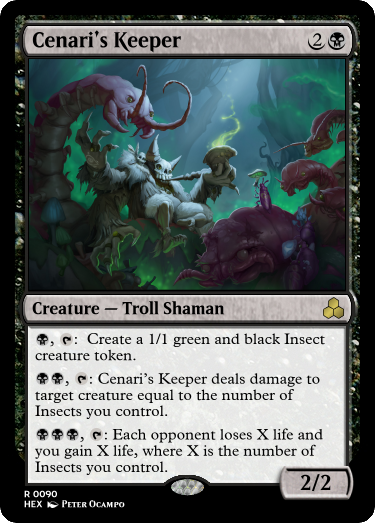 Cenari's Keeper 2
Creature — Troll Shaman
, : Create a 1/1 green and black Insect
creature token.
, : Cenari's Keeper deals damage to
target creature equal to the number of
Insects you control.
, : Each opponent loses X life and
you gain X life, where X is the number of
Insects you control.
2/2
R 0090
HEX PETER OCAMPO